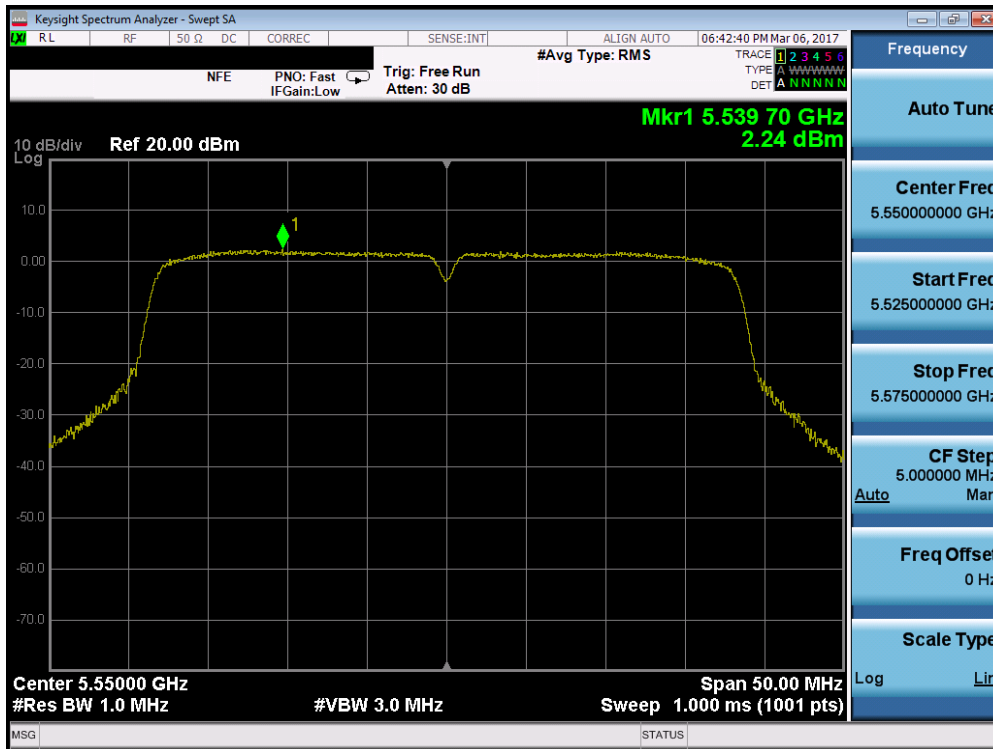 Keysight Spectrum Analyzer - Swept SA
LXI RL RF 50 Ω DC CORREC SENSE:INT ALIGN AUTO 06:42:40 PM Mar 06, 2017
#Avg Type: RMS
TRACE 1 2 3 4 5 6
NFE PNO: Fast Trig: Free Run
TYPE A WWWWW
IFGain:Low Atten: 30 dB
DET A N N N N N
Mkr1 5.539 70 GHz
2.24 dBm
10 dB/div Ref 20.00 dBm
Log
1
10.0
0.00
-10.0
-20.0
-30.0
-40.0
-50.0
-60.0
-70.0
Center 5.55000 GHz Span 50.00 MHz
#Res BW 1.0 MHz #VBW 3.0 MHz Sweep 1.000 ms (1001 pts)
MSG STATUS
Frequency
Auto Tune
Center Freq
5.550000000 GHz
Start Freq
5.525000000 GHz
Stop Freq
5.575000000 GHz
CF Step
5.000000 MHz
Auto Man
Freq Offset
0 Hz
Scale Type
Log Lin